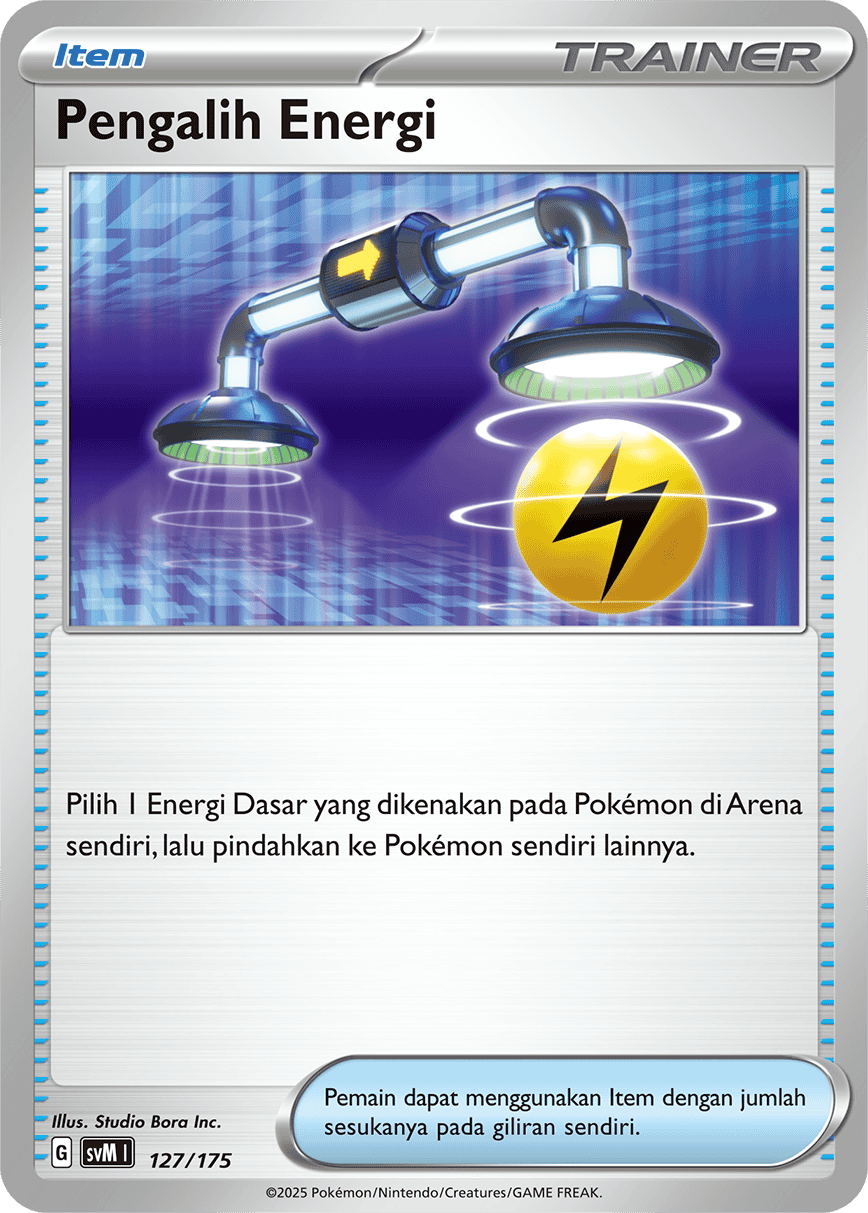 Item
TRAINER
Pengalih Energi
Pilih 1 Energi Dasar yang dikenakan pada Pokémon di Arena
sendiri, lalu pindahkan ke Pokémon sendiri lainnya.
Pemain dapat menggunakan Item dengan jumlah
sesukanya pada giliran sendiri.
Illus. Studio Bora Inc.
G svM I 127/175
©2025 Pokémon/Nintendo/Creatures/GAME FREAK.